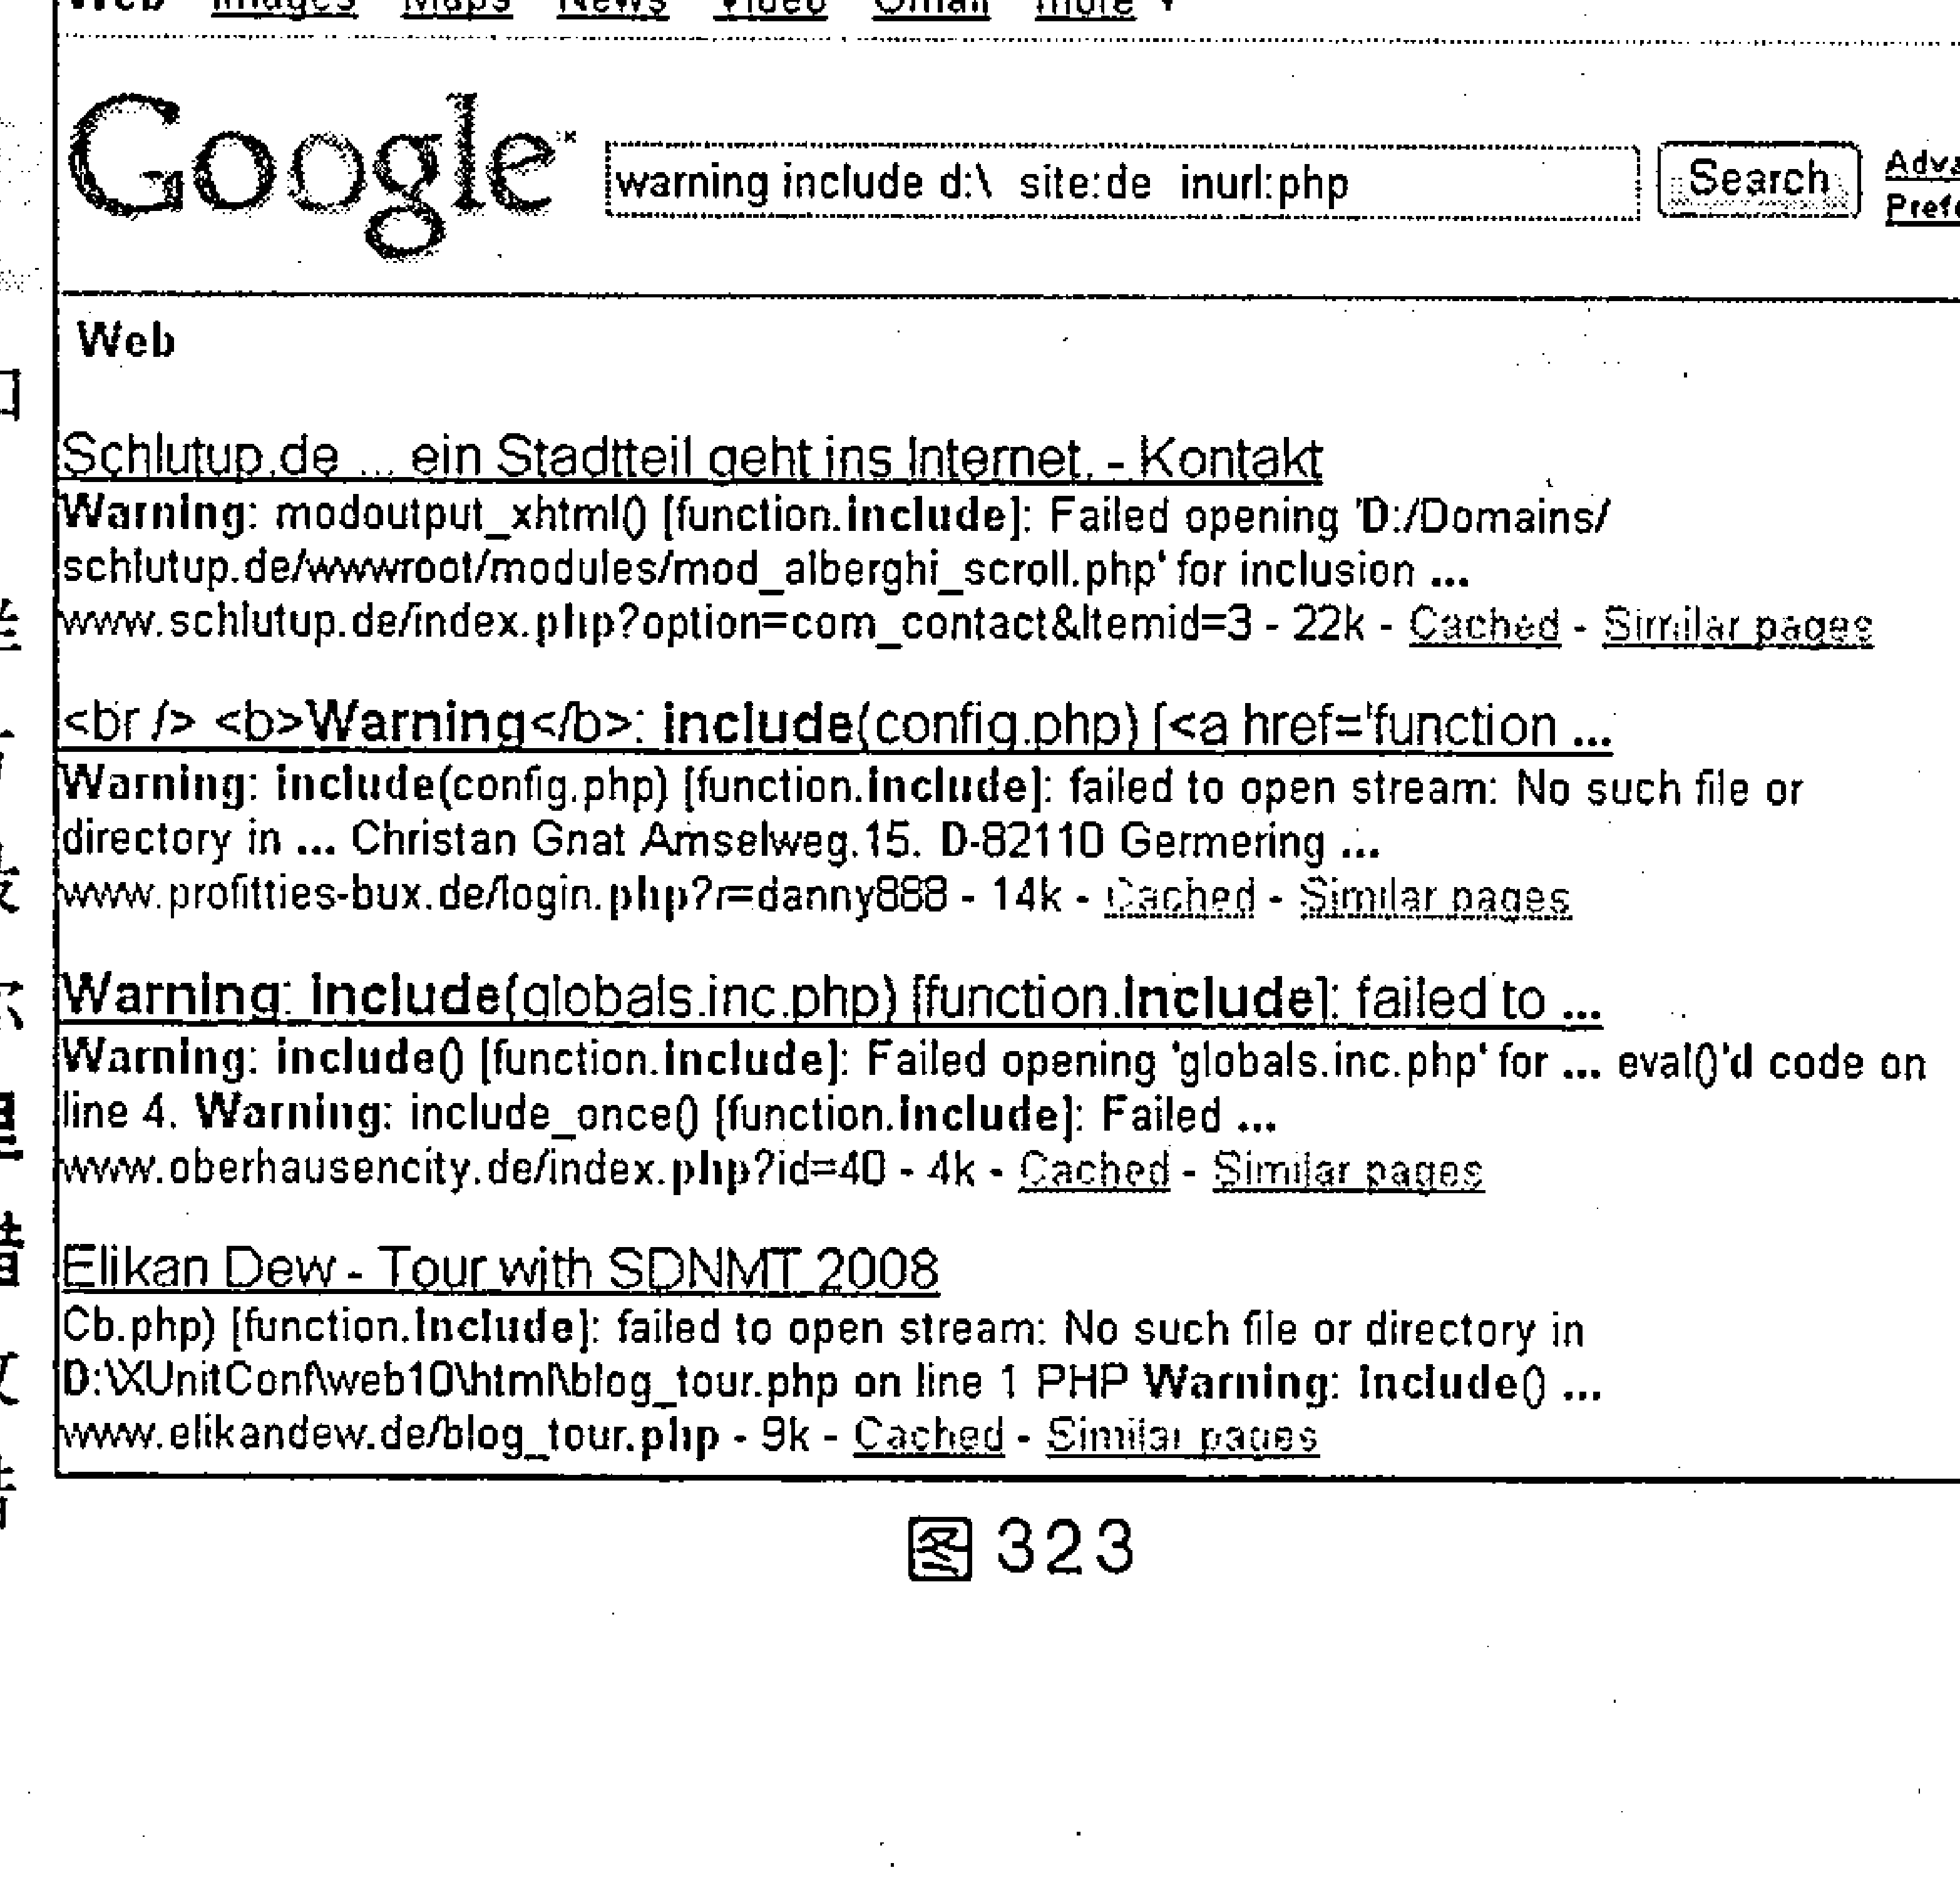 Web Images Maps News Video Gmail more ▼
Google warning include d:\ site:de inurl:php Search
Web
Schlutup.de ... ein Stadtteil geht ins Internet. - Kontakt
Warning: modoutput_xhtml() [function.include]: Failed opening 'D:/Domains/
schlutup.de/wwwroot/modules/mod_alberghi_scroll.php' for inclusion ...
www.schlutup.de/index.php?option=com_contact&Itemid=3 - 22k - Cached - Similar pages
<br /> <b>Warning</b>: include(config.php) [<a href='function ...
Warning: include(config.php) [function.include]: failed to open stream: No such file or
directory in ... Christan Gnat Amselweg.15. D-82110 Germering ...
www.profitties-bux.de/login.php?r=danny888 - 14k - Cached - Similar pages
Warning: include(globals.inc.php) [function.include]: failed to ...
Warning: include() [function.include]: Failed opening 'globals.inc.php' for ... eval()'d code on
line 4. Warning: include_once() [function.include]: Failed ...
www.oberhausencity.de/index.php?id=40 - 4k - Cached - Similar pages
Elikan Dew - Tour with SDNMT 2008
Cb.php) [function.include]: failed to open stream: No such file or directory in
D:\XUnitConf\web10\html\blog_tour.php on line 1 PHP Warning: include() ...
www.elikandew.de/blog_tour.php - 9k - Cached - Similar pages
图 323